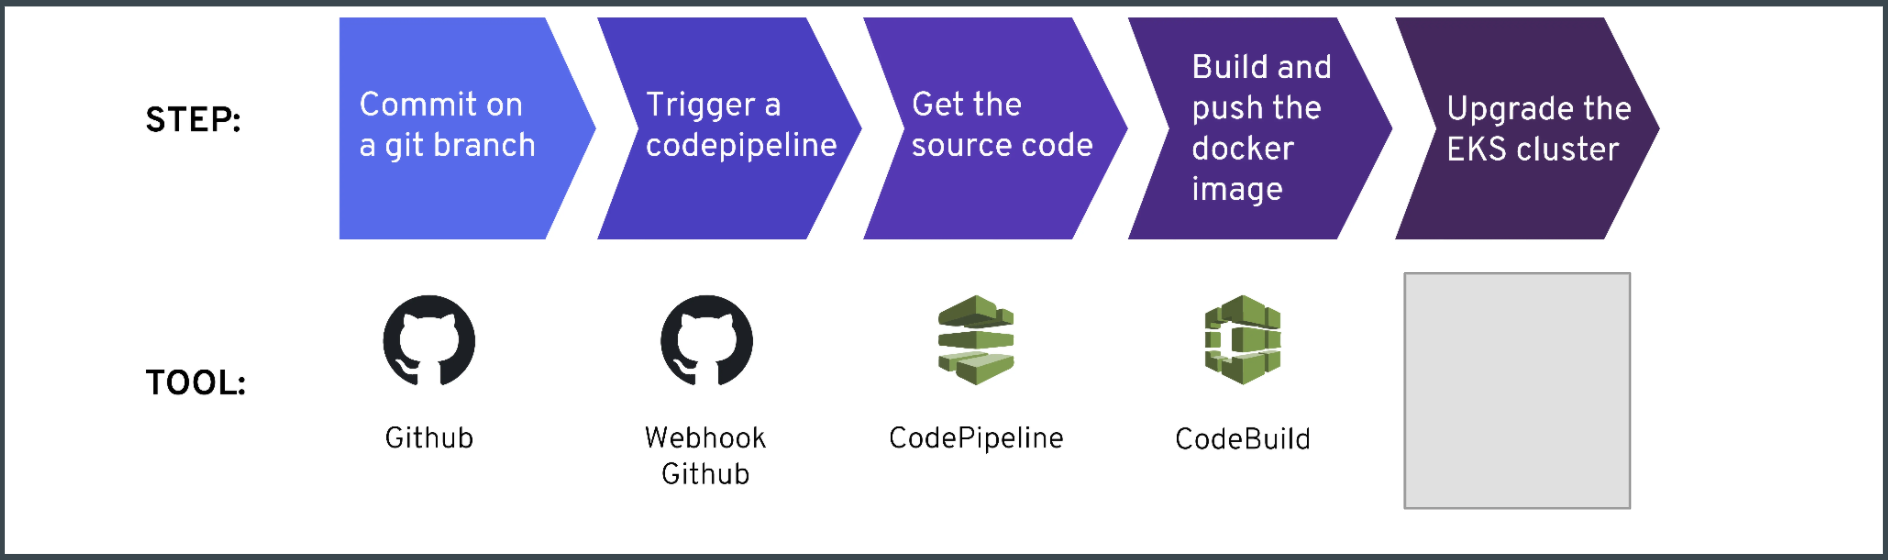 STEP:
Commit on
a git branch
Trigger a
codepipeline
Get the
source code
Build and
push the
docker
image
Upgrade the
EKS cluster
TOOL:
Github
Webhook
Github
CodePipeline
CodeBuild